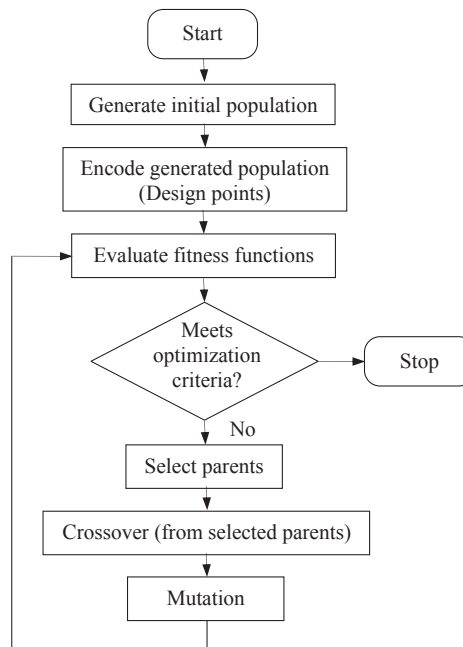 Start
Generate initial population
Encode generated population
(Design points)
Evaluate fitness functions
Meets
optimization
criteria?
Stop
No
Select parents
Crossover (from selected parents)
Mutation